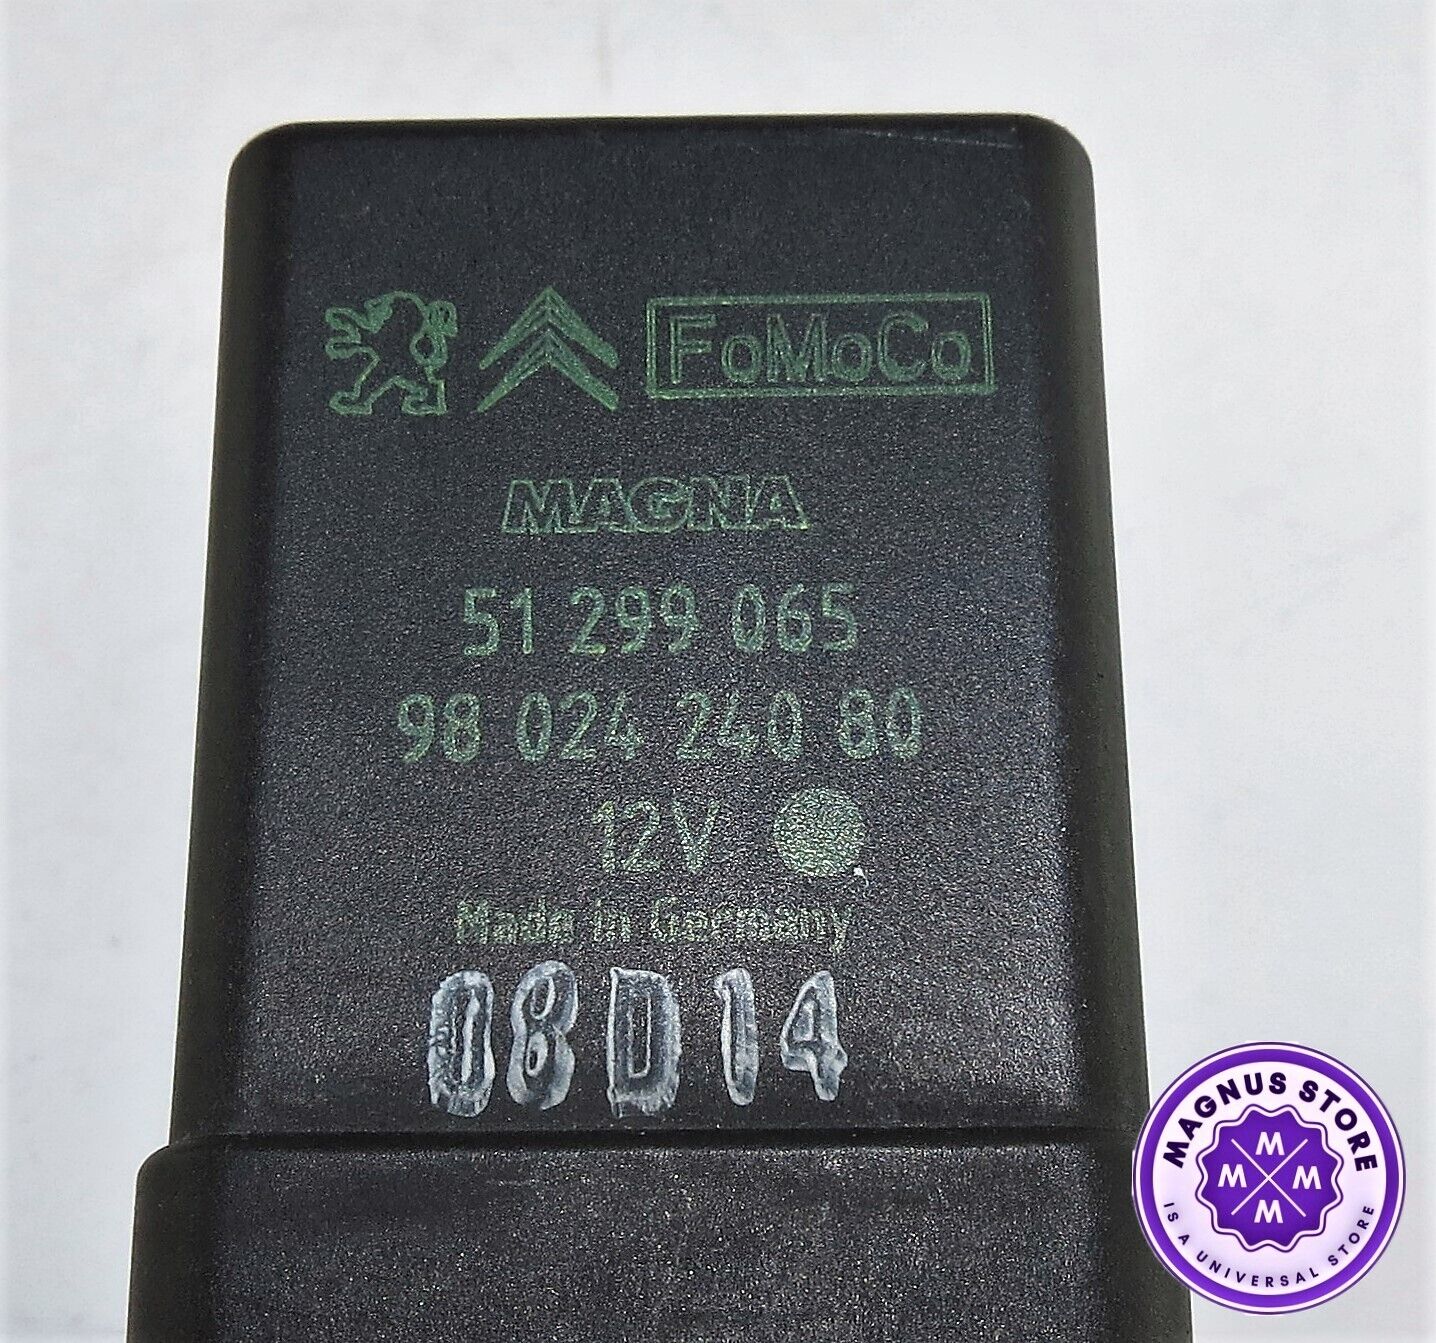 FoMoCo
MAGNA
51 299 065
98 024 240 80
12V
Made in Germany
08D14
MAGNUS STORE
M
M M
M
IS A UNIVERSAL STORE